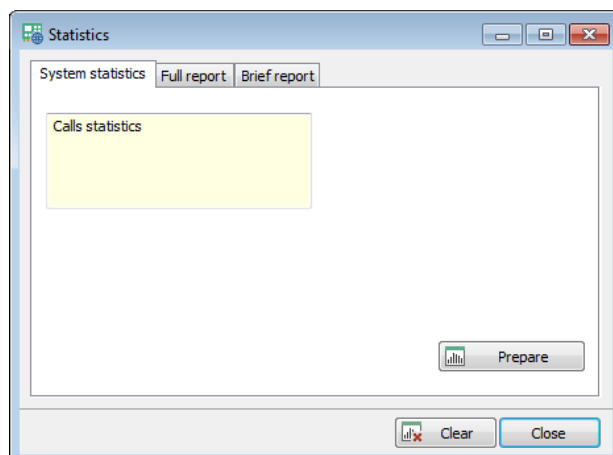 Statistics
System statistics Full report Brief report
Calls statistics
Prepare
Clear Close